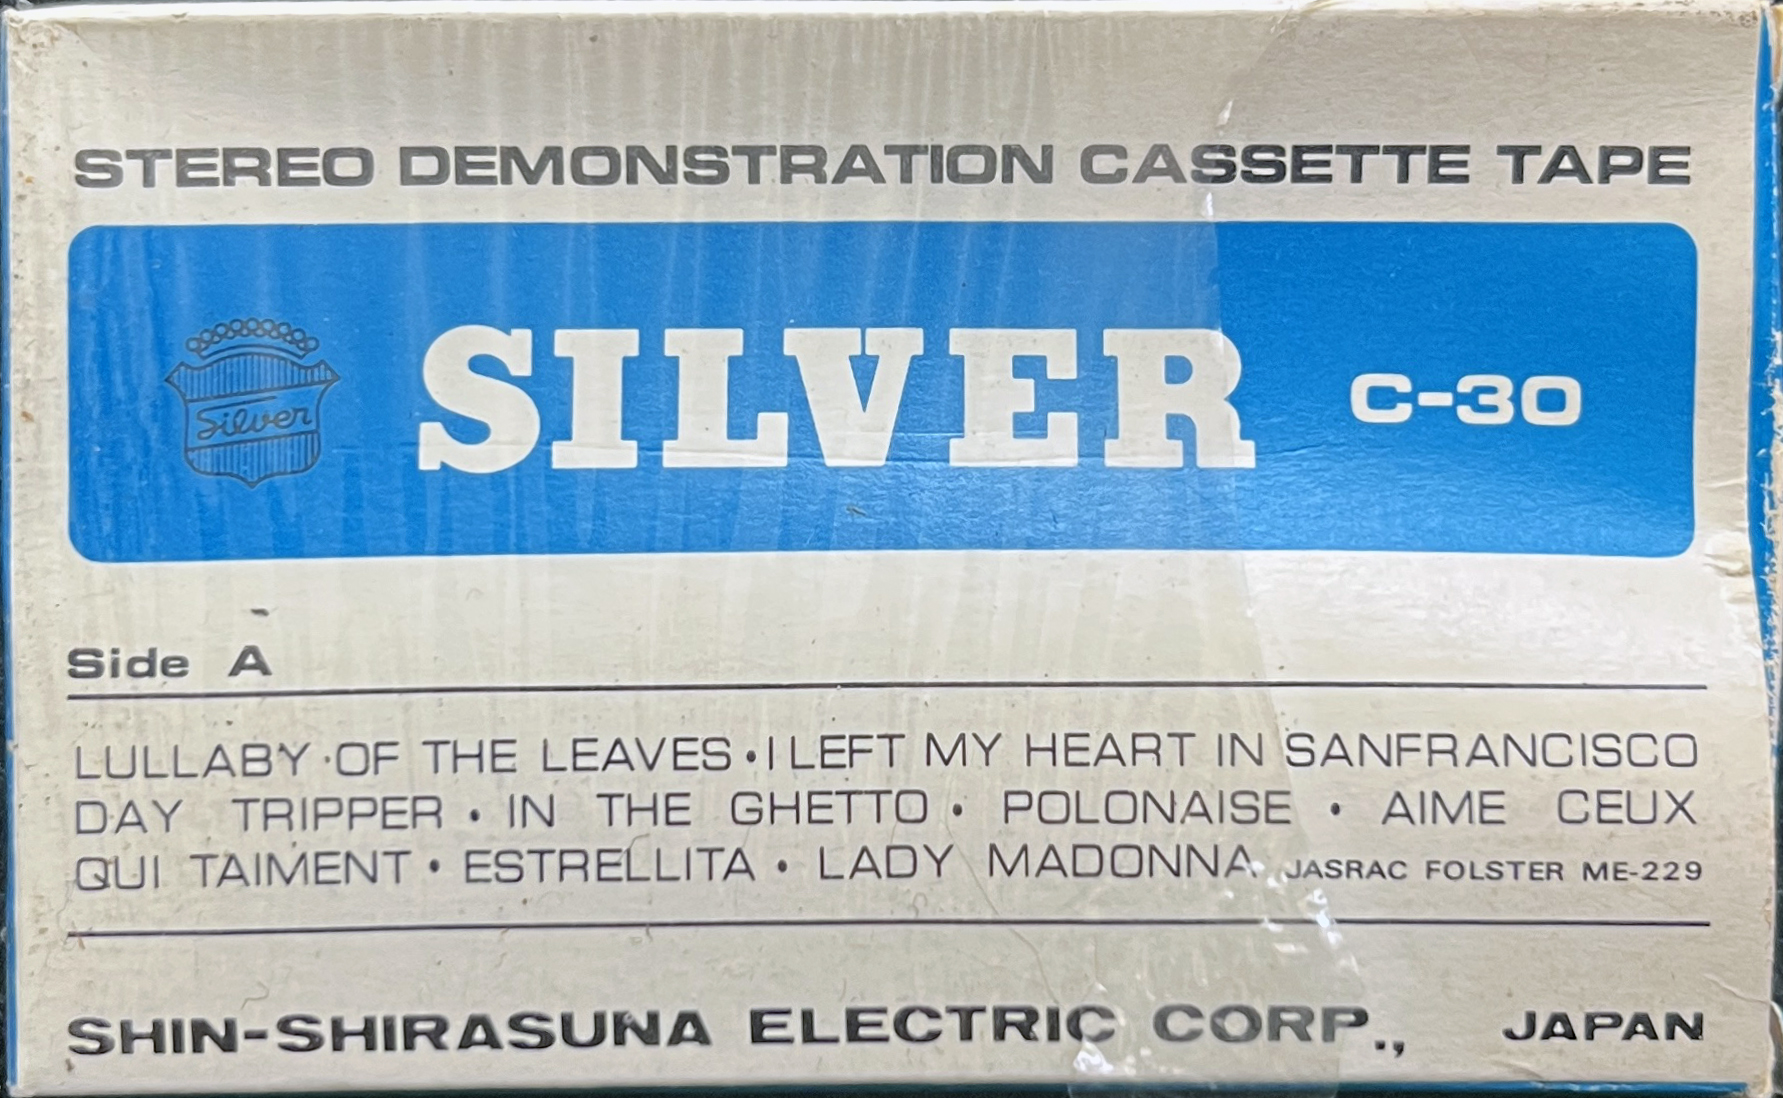 STEREO DEMONSTRATION CASSETTE TAPE
Silver
SILVER C-30
Side A
LULLABY·OF THE LEAVES•I LEFT MY HEART IN SANFRANCISCO
DAY TRIPPER • IN THE GHETTO • POLONAISE • AIME CEUX
QUI TAIMENT • ESTRELLITA • LADY MADONNA JASRAC FOLSTER ME-229
SHIN-SHIRASUNA ELECTRIC CORP., JAPAN